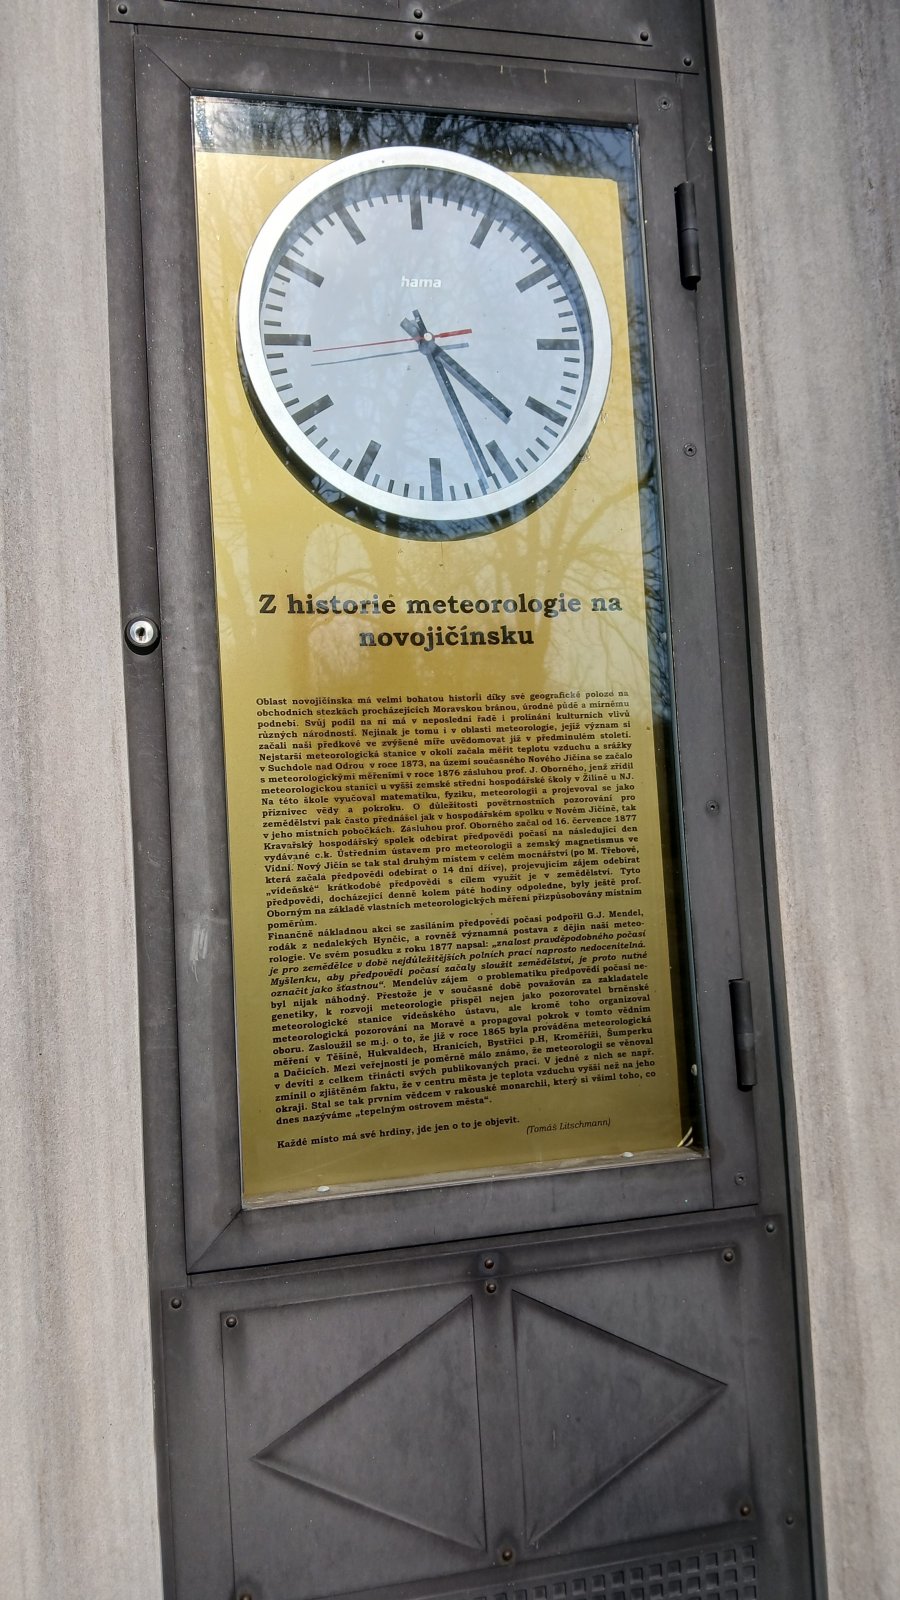 hama
Z historie meteorologie na
novojičínsku
Oblast novojičínska má velmi bohatou historii díky své geografické poloze na
obchodních stezkách procházejících Moravskou bránou, úrodné půdě a mírnému
podnebí. Svůj podíl na ní má v neposlední řadě i prolínání kulturních vlivů
různých národností. Nejinak je tomu i v oblasti meteorologie, jejíž význam si
začali naši předkové ve zvýšené míře uvědomovat již v předminulém století.
Nejstarší meteorologická stanice v okolí začala měřit teplotu vzduchu a srážky
v Suchdole nad Odrou v roce 1873, na území současného Nového Jičína se začalo
s meteorologickými měřeními v roce 1876 zásluhou prof. J. Oborného, jenž zřídil
meteorologickou stanici u vyšší zemské střední hospodářské školy v Žilině u NJ.
Na této škole vyučoval matematiku, fyziku, meteorologii a projevoval se jako
příznivec vědy a pokroku. O důležitosti povětrnostních pozorování pro
zemědělství pak často přednášel jak v hospodářském spolku v Novém Jičíně, tak
v jeho místních pobočkách. Zásluhou prof. Oborného začal od 16. července 1877
Kravařský hospodářský spolek odebírat předpovědi počasí na následující den
vydávané c.k. Ústředním ústavem pro meteorologii a zemský magnetismus ve
Vídni. Nový Jičín se tak stal druhým místem v celém mocnářství (po M. Třebové,
která začala předpovědi odebírat o 14 dní dříve), projevujícím zájem odebírat
„vídeňské“ krátkodobé předpovědi s cílem využít je v zemědělství. Tyto
předpovědi, docházející denně kolem páté hodiny odpoledne, byly ještě prof.
Oborným na základě vlastních meteorologických měření přizpůsobovány místním
poměrům.
Finančně nákladnou akci se zasíláním předpovědí počasí podpořil G.J. Mendel,
rodák z nedalekých Hynčic, a rovněž významná postava z dějin naší meteo-
rologie. Ve svém posudku z roku 1877 napsal: „znalost pravděpodobného počasí
je pro zemědělce v době nejdůležitějších polních prací naprosto nedocenitelná.
Myšlenku, aby předpovědi počasí začaly sloužit zemědělství, je proto nutné
označit jako šťastnou“. Mendelův zájem o problematiku předpovědi počasí ne-
byl nijak náhodný. Přestože je v současné době považován za zakladatele
genetiky, k rozvoji meteorologie přispěl nejen jako pozorovatel brněnské
meteorologické stanice vídeňského ústavu, ale kromě toho organizoval
meteorologická pozorování na Moravě a propagoval pokrok v tomto vědním
oboru. Zasloužil se m.j. o to, že již v roce 1865 byla prováděna meteorologická
měření v Těšíně, Hukvaldech, Hranicích, Bystřici p.H, Kroměříži, Šumperku
a Dačicích. Mezi veřejností je poměrně málo známo, že meteorologii se věnoval
v devíti z celkem třinácti svých publikovaných prací. V jedné z nich se např.
zmínil o zjištěném faktu, že v centru města je teplota vzduchu vyšší než na jeho
okraji. Stal se tak prvním vědcem v rakouské monarchii, který si všiml toho, co
dnes nazýváme „tepelným ostrovem města“.
Každé místo má své hrdiny, jde jen o to je objevit.
(Tomáš Litschmann)